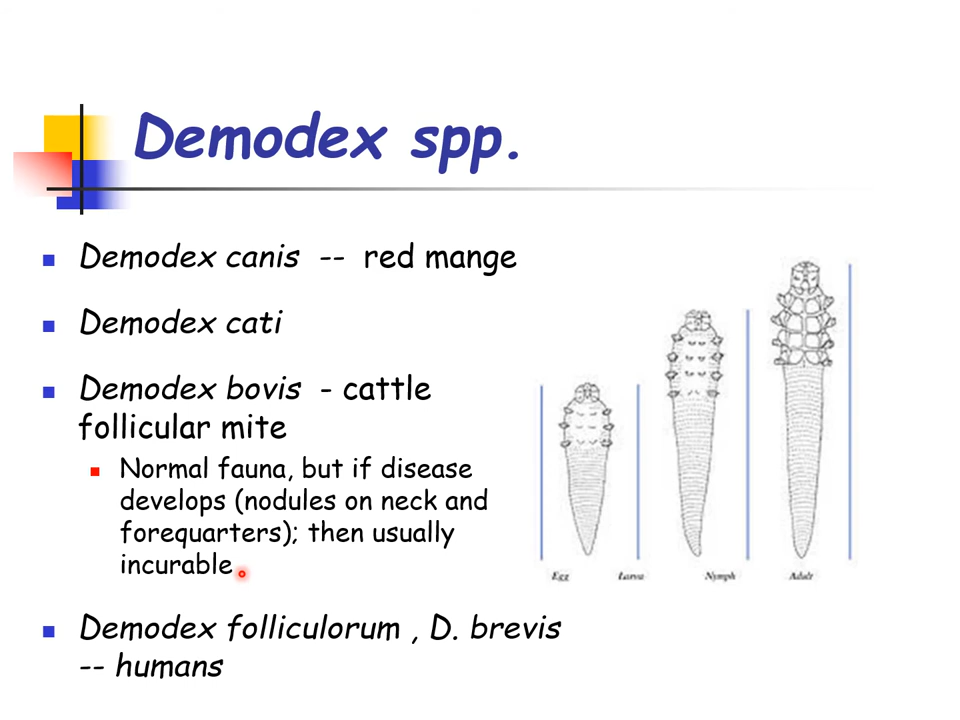 Demodex spp.
Demodex canis -- red mange
Demodex cati
Demodex bovis - cattle
follicular mite
Normal fauna, but if disease
develops (nodules on neck and
forequarters); then usually
incurable
Egg Larva Nymph Adult
Demodex folliculorum , D. brevis
-- humans